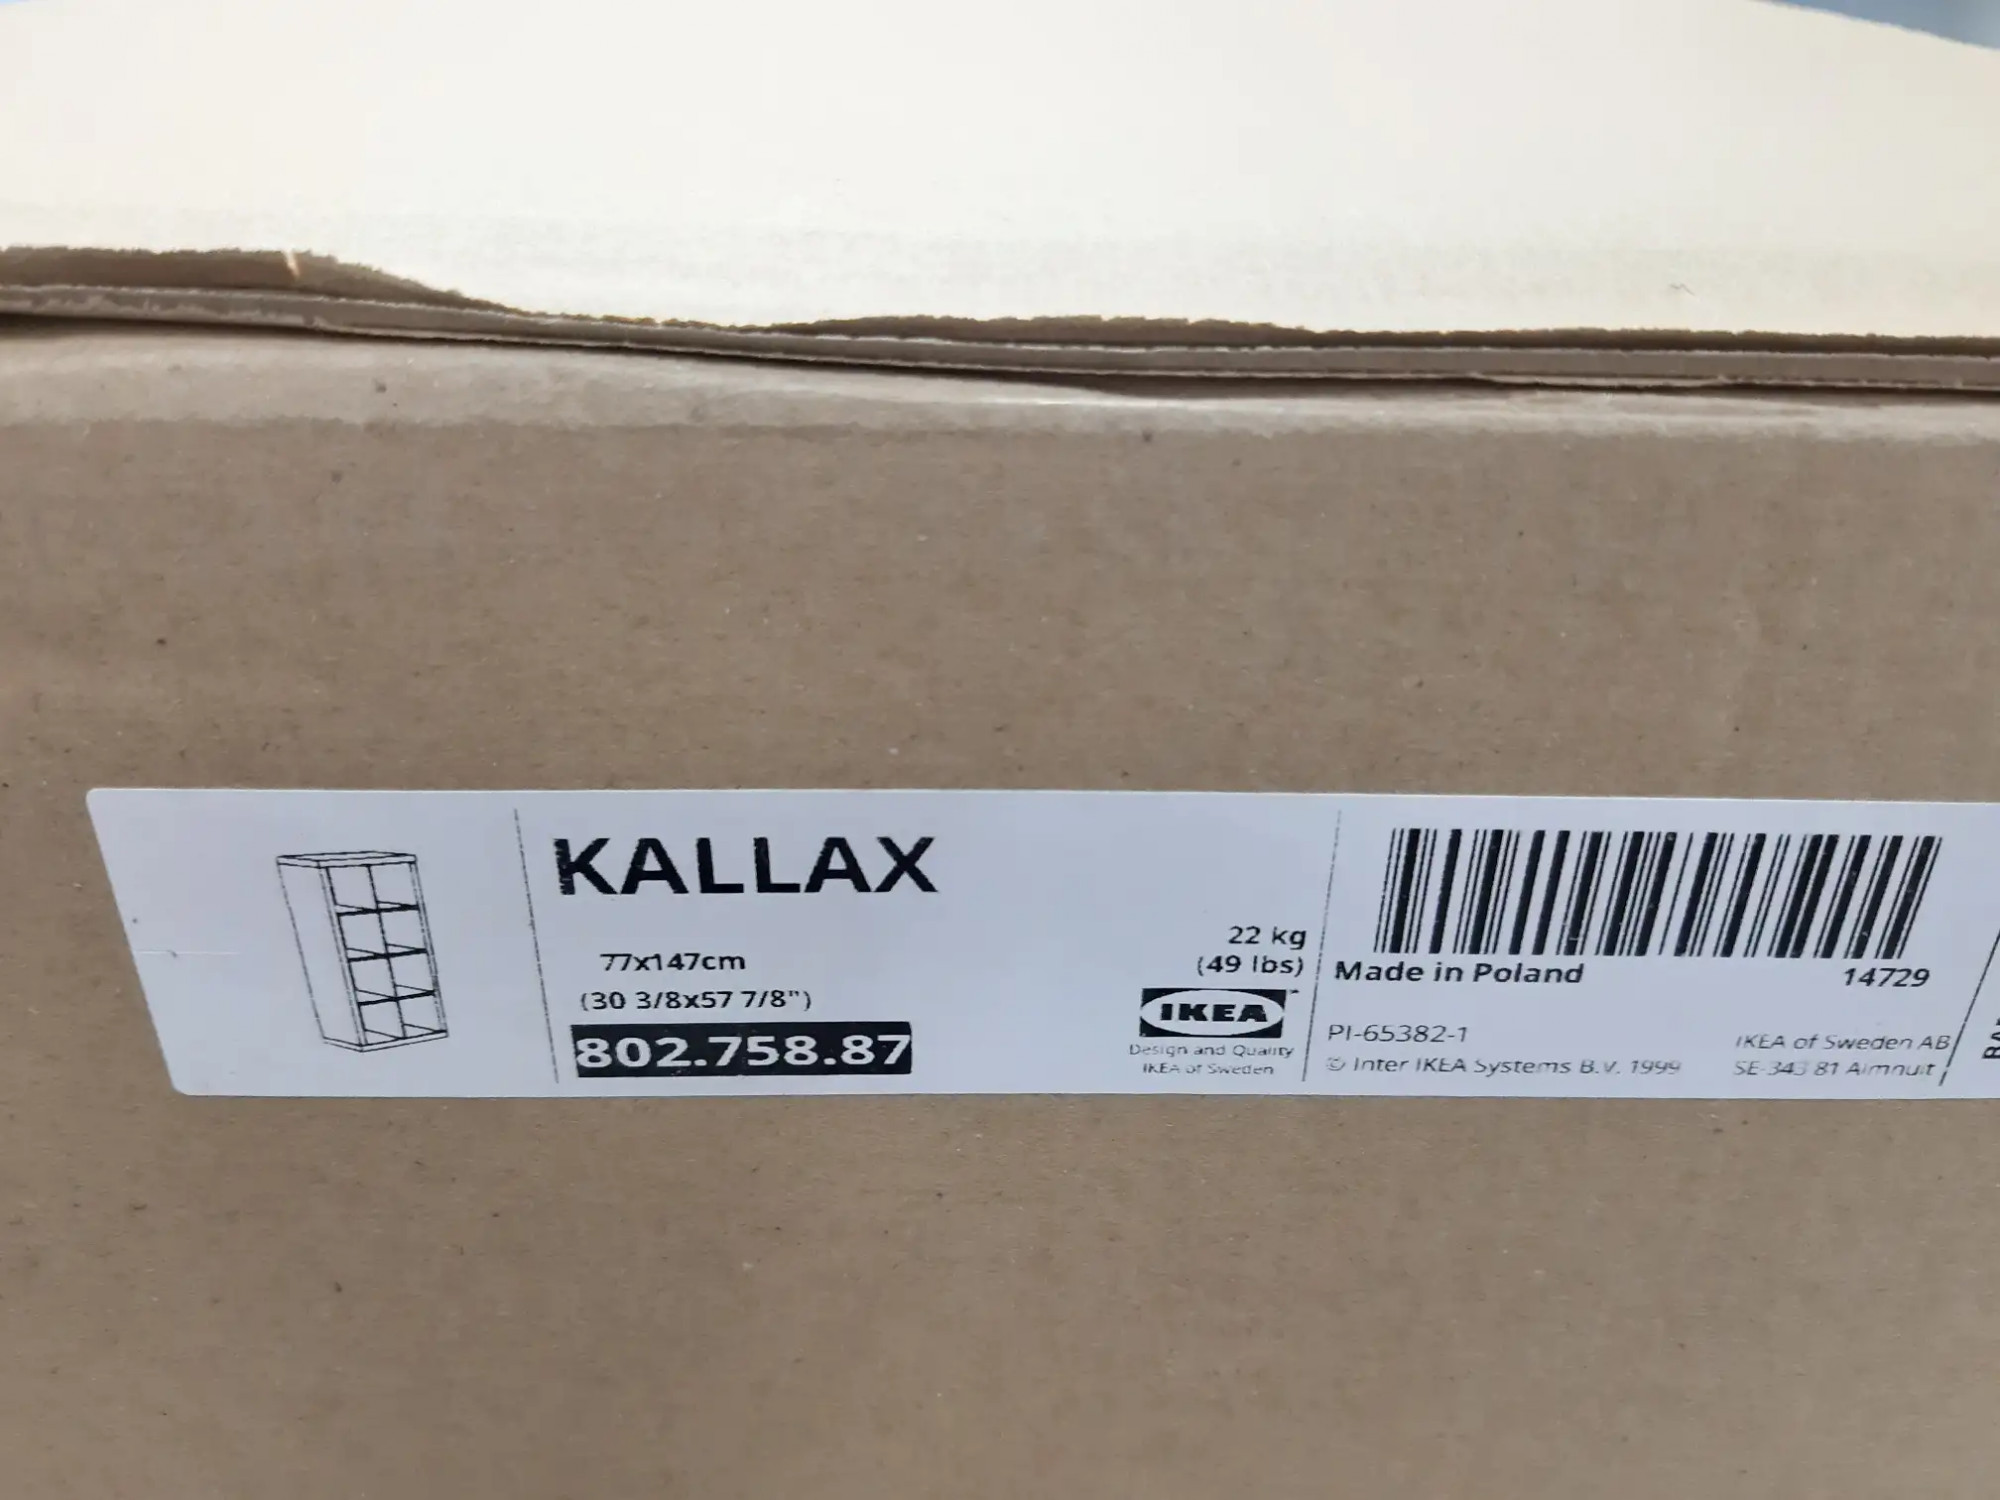 KALLAX
77x147cm
(30 3/8x57 7/8")
802.758.87
22 kg
(49 lbs)
IKEA
Design and Quality
IKEA of Sweden
Made in Poland
14729
PI-65382-1
© Inter IKEA Systems B.V. 1999
IKEA of Sweden AB
SE-343 81 Älmhult